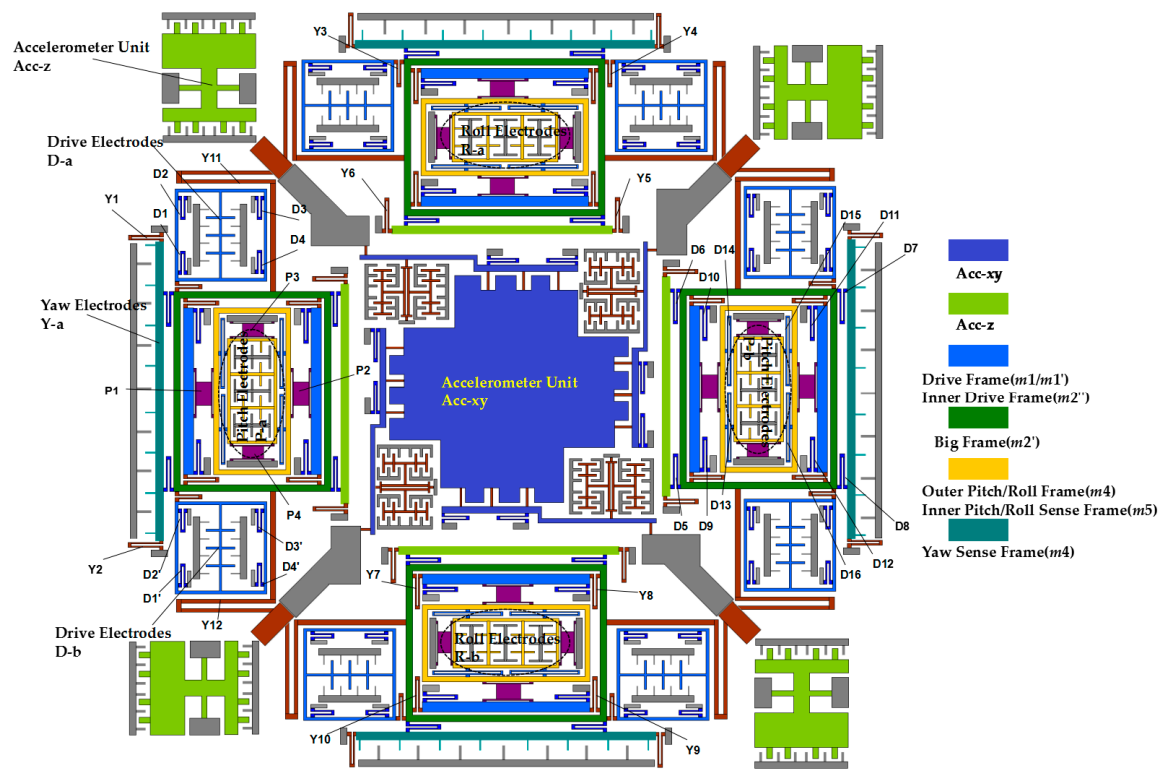 Accelerometer Unit
Acc-z
Drive Electrodes
D-a
Y3
Y4
Roll Electrodes
R-a
Y11
D2
Y1
D1
D3
D4
Y6
Y5
P3
Yaw Electrodes
Y-a
P1
P2
Pitch Electrodes
P-a
P4
Accelerometer Unit
Acc-xy
D15
D11
D6
D14
D7
D10
Pitch Electrodes
P-b
D5
D9
D13
D8
D12
D16
Y2
D2'
D1'
D3'
D4'
Y12
Drive Electrodes
D-b
Y7
Y8
Roll Electrodes
R-b
Y10
Y9
Acc-xy
Acc-z
Drive Frame(m1/m1')
Inner Drive Frame(m2'')
Big Frame(m2')
Outer Pitch/Roll Frame(m4)
Inner Pitch/Roll Sense Frame(m5)
Yaw Sense Frame(m4)